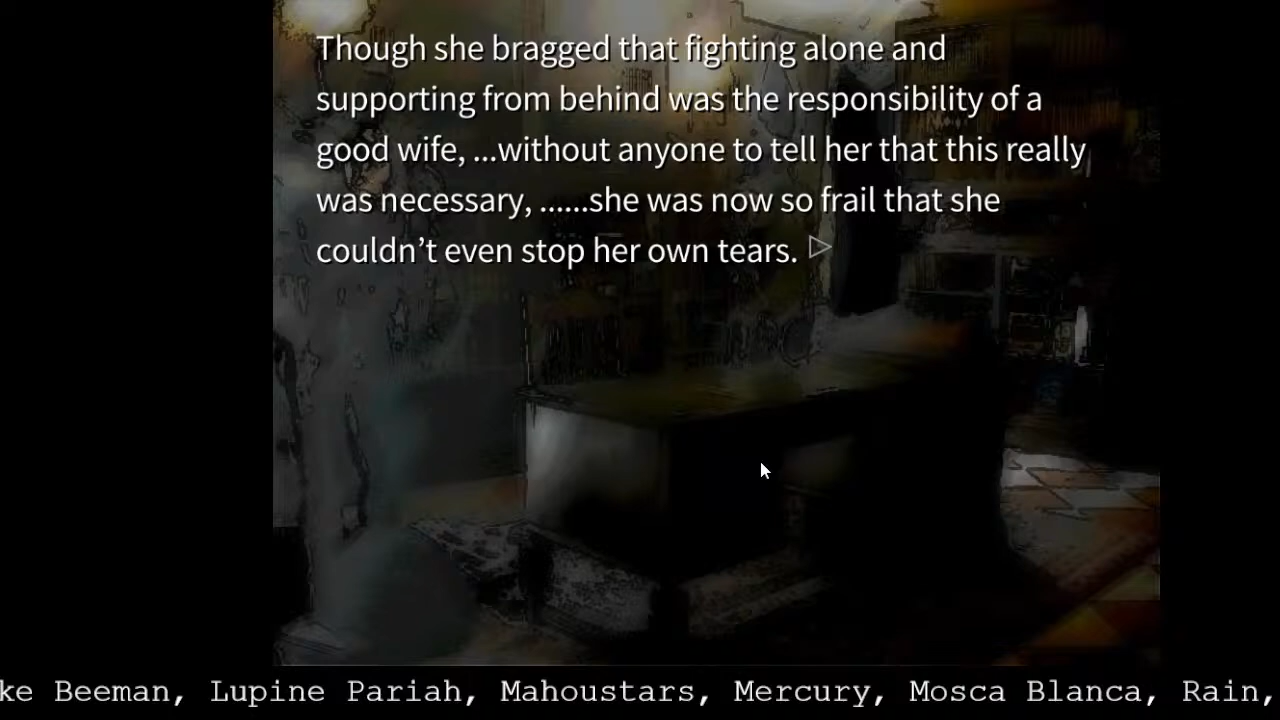 Though she bragged that fighting alone and
supporting from behind was the responsibility of a
good wife, ...without anyone to tell her that this really
was necessary, ......she was now so frail that she
couldn’t even stop her own tears.
ke Beeman, Lupine Pariah, Mahoustars, Mercury, Mosca Blanca, Rain,